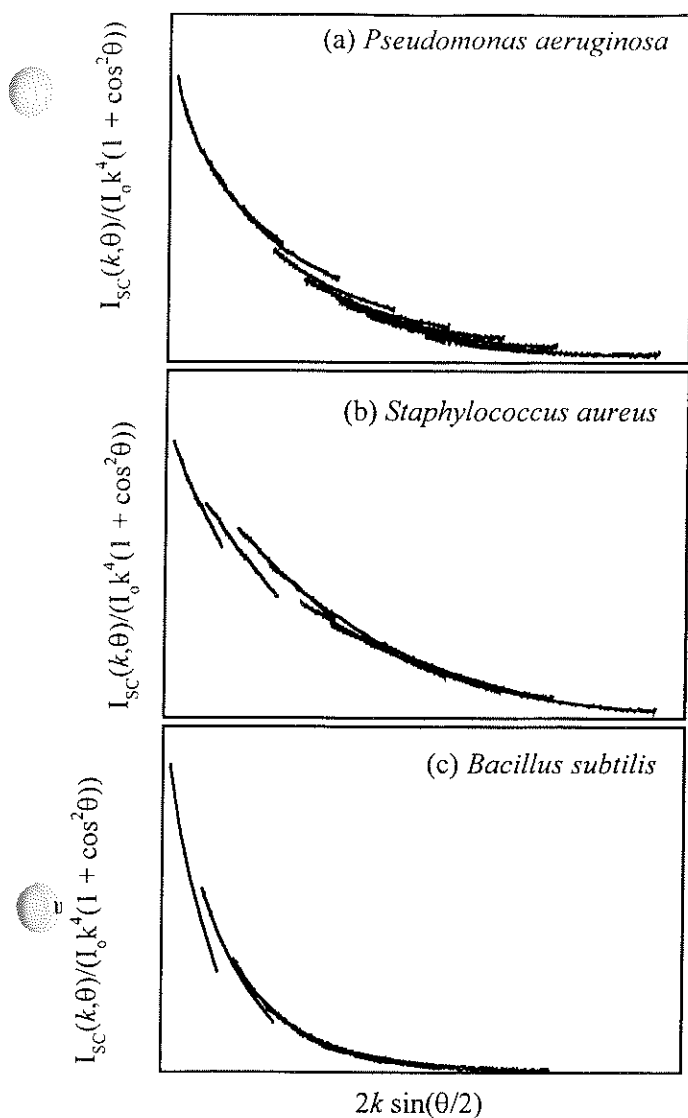 (a) Pseudomonas aeruginosa
I_SC(k,θ)/(I_o k^4(1 + cos^2θ))
(b) Staphylococcus aureus
I_SC(k,θ)/(I_o k^4(1 + cos^2θ))
(c) Bacillus subtilis
I_SC(k,θ)/(I_o k^4(1 + cos^2θ))
2k sin(θ/2)